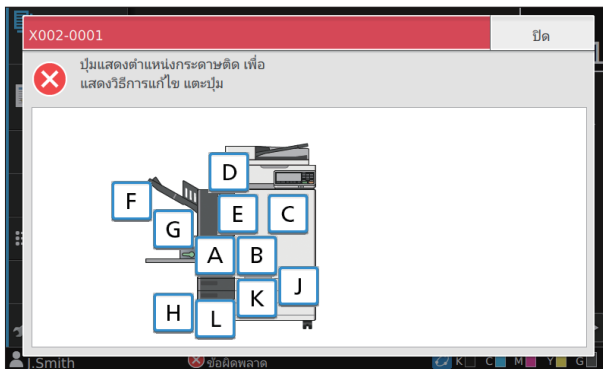 X002-0001
ปิด
ปุ่มแสดงตำแหน่งกระดาษติด เพื่อ
แสดงวิธีการแก้ไข แตะปุ่ม
D
F
E
C
G
A
B
J
K
H
L
J.Smith
ข้อผิดพลาด
K
C
M
Y
G